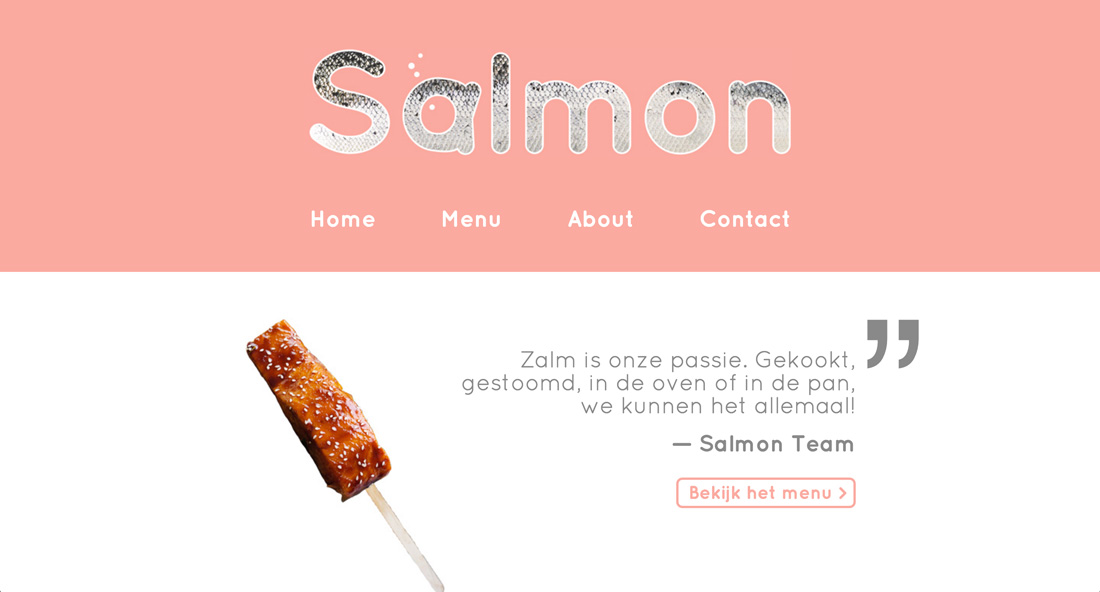 Salmon
Home Menu About Contact
Zalm is onze passie. Gekookt, ”
gestoomd, in de oven of in de pan,
we kunnen het allemaal!
— Salmon Team
Bekijk het menu >